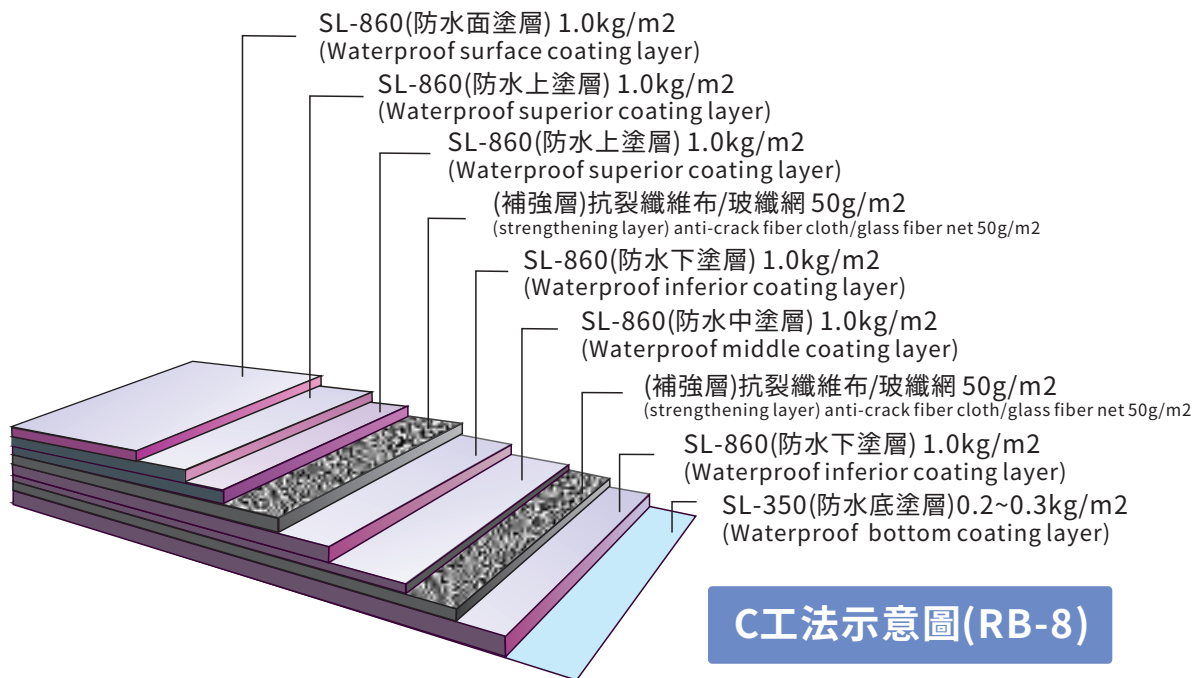 SL-860(防水面塗層) 1.0kg/m2
(Waterproof surface coating layer)
SL-860(防水上塗層) 1.0kg/m2
(Waterproof superior coating layer)
SL-860(防水上塗層) 1.0kg/m2
(Waterproof superior coating layer)
(補強層)抗裂纖維布/玻纖網 50g/m2
(strengthening layer) anti-crack fiber cloth/glass fiber net 50g/m2
SL-860(防水下塗層) 1.0kg/m2
(Waterproof inferior coating layer)
SL-860(防水中塗層) 1.0kg/m2
(Waterproof middle coating layer)
(補強層)抗裂纖維布/玻纖網 50g/m2
(strengthening layer) anti-crack fiber cloth/glass fiber net 50g/m2
SL-860(防水下塗層) 1.0kg/m2
(Waterproof inferior coating layer)
SL-350(防水底塗層)0.2~0.3kg/m2
(Waterproof bottom coating layer)
C工法示意圖(RB-8)